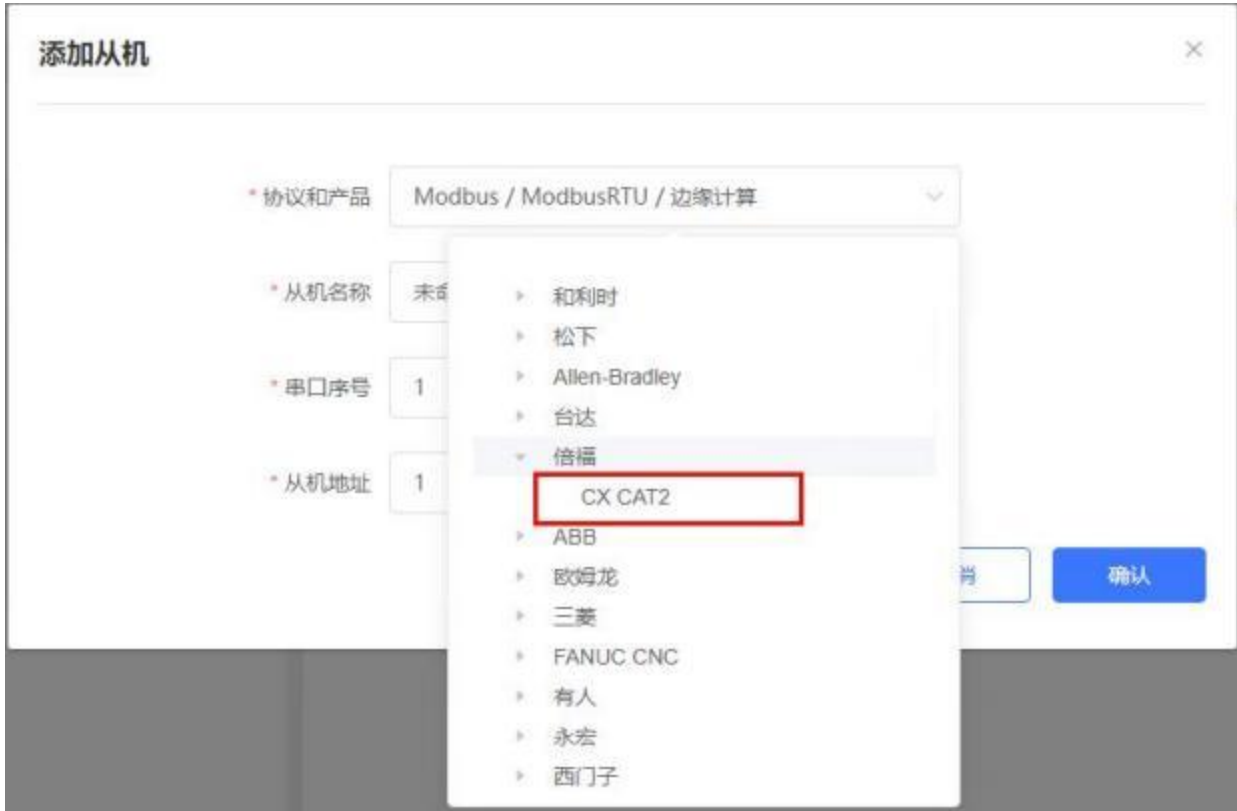 添加从机
* 协议和产品 Modbus / ModbusRTU / 边缘计算
* 从机名称 未
* 串口序号 1
* 从机地址 1
和利时
松下
Allen-Bradley
台达
倍福
CX CAT2
ABB
欧姆龙
三菱
FANUC CNC
有人
永宏
西门子
确认